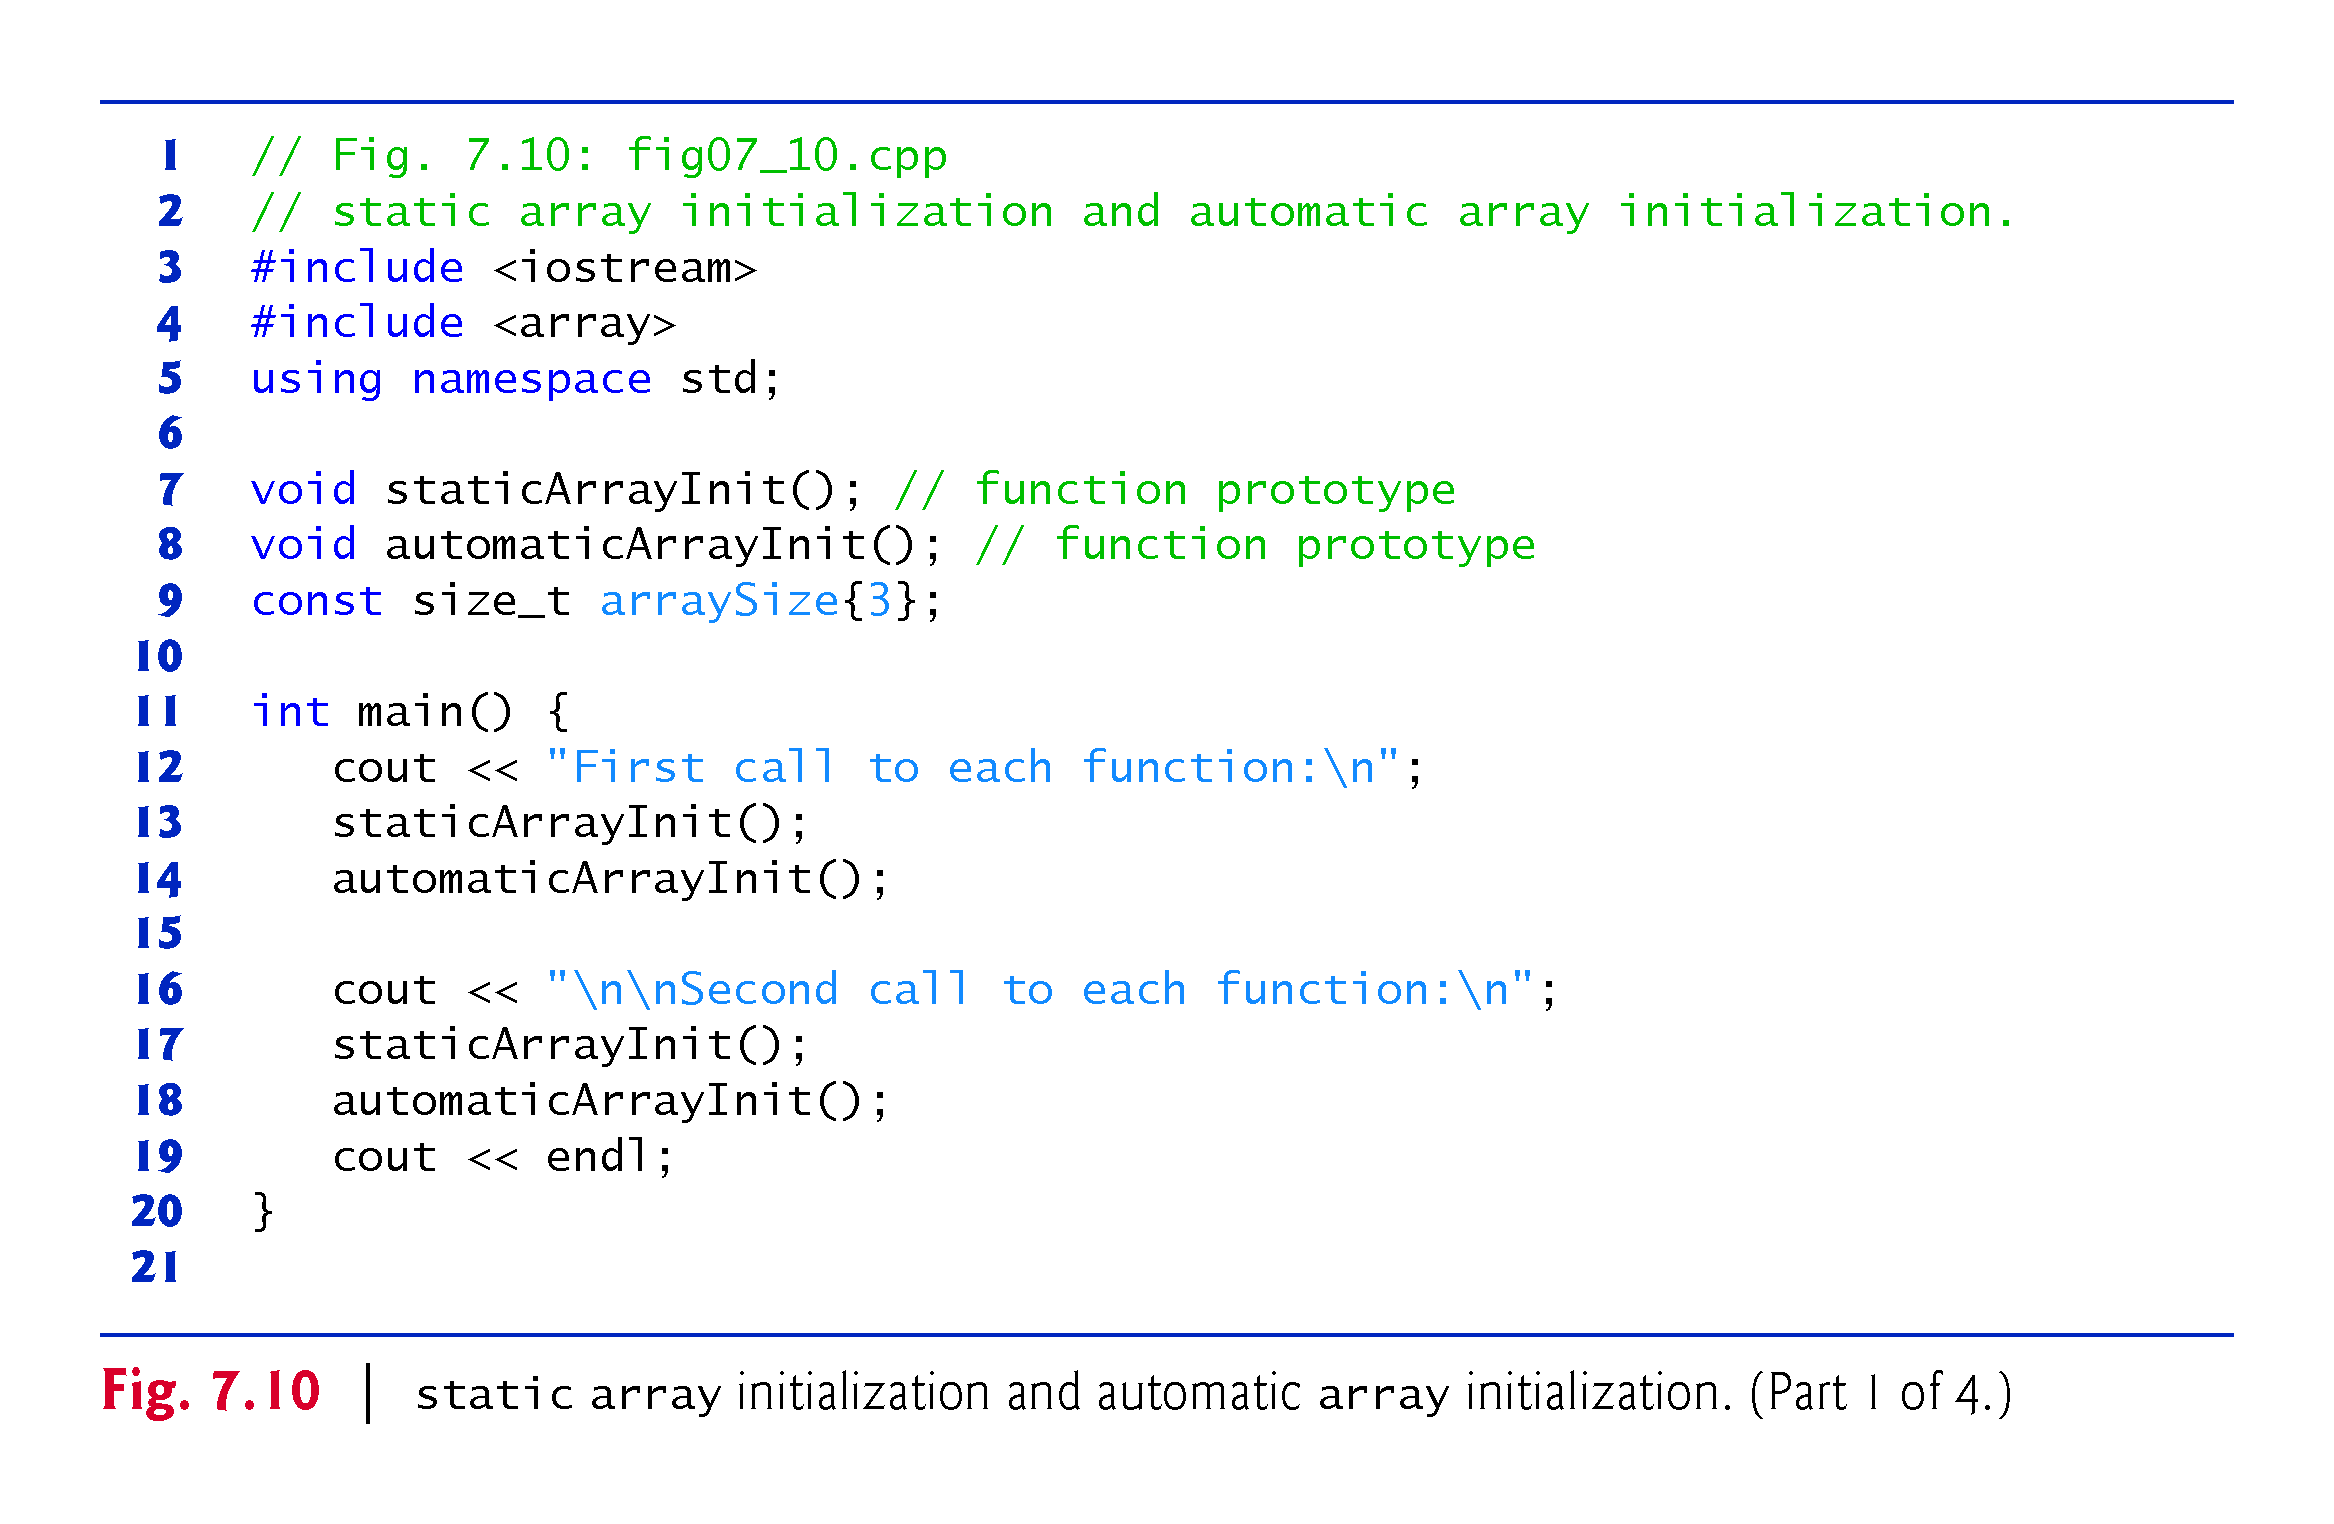 1 // Fig. 7.10: fig07_10.cpp
2 // static array initialization and automatic array initialization.
3 #include <iostream>
4 #include <array>
5 using namespace std;
6
7 void staticArrayInit(); // function prototype
8 void automaticArrayInit(); // function prototype
9 const size_t arraySize{3};
10
11 int main() {
12    cout << "First call to each function:\n";
13    staticArrayInit();
14    automaticArrayInit();
15
16    cout << "\n\nSecond call to each function:\n";
17    staticArrayInit();
18    automaticArrayInit();
19    cout << endl;
20 }
21
Fig. 7.10 | static array initialization and automatic array initialization. (Part 1 of 4.)